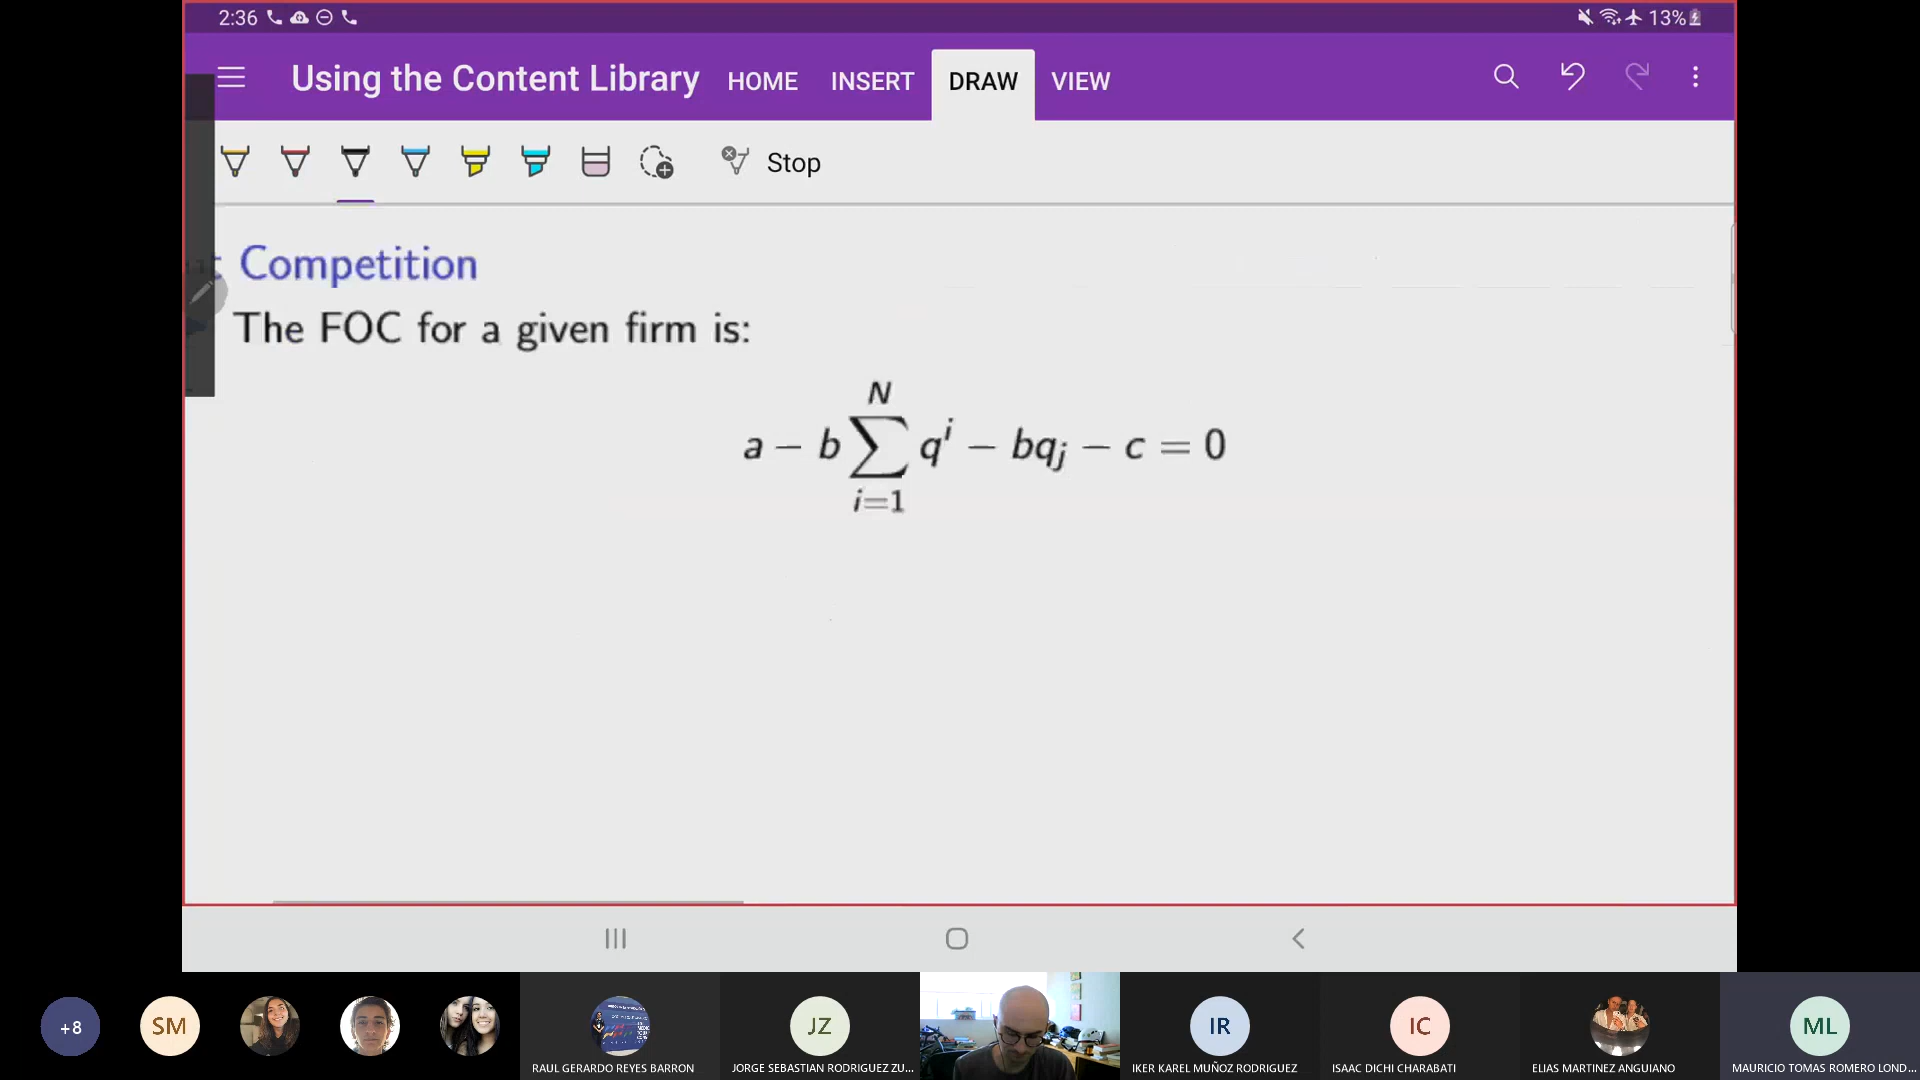 2:36
13%
Using the Content Library HOME INSERT DRAW VIEW
Stop
Competition
The FOC for a given firm is:
a − b∑_{i=1}^{N} q^i − bq_j − c = 0
+8
SM
JZ
IR
IC
ML
RAUL GERARDO REYES BARRON
JORGE SEBASTIAN RODRIGUEZ ZU...
IKER KAREL MUÑOZ RODRIGUEZ
ISAAC DICHI CHARABATI
ELIAS MARTINEZ ANGUIANO
MAURICIO TOMAS ROMERO LOND...